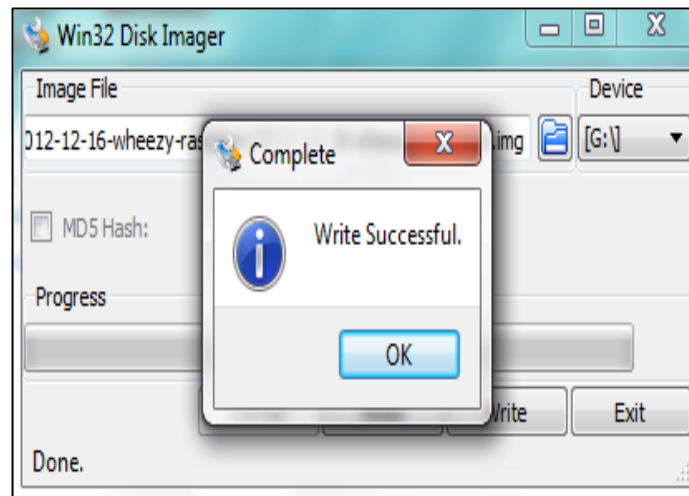 Win32 Disk Imager
Image File
Device
012-12-16-wheezy-ras
.img
[G:\]
Complete
MD5 Hash:
Write Successful.
Progress
OK
Write
Exit
Done.